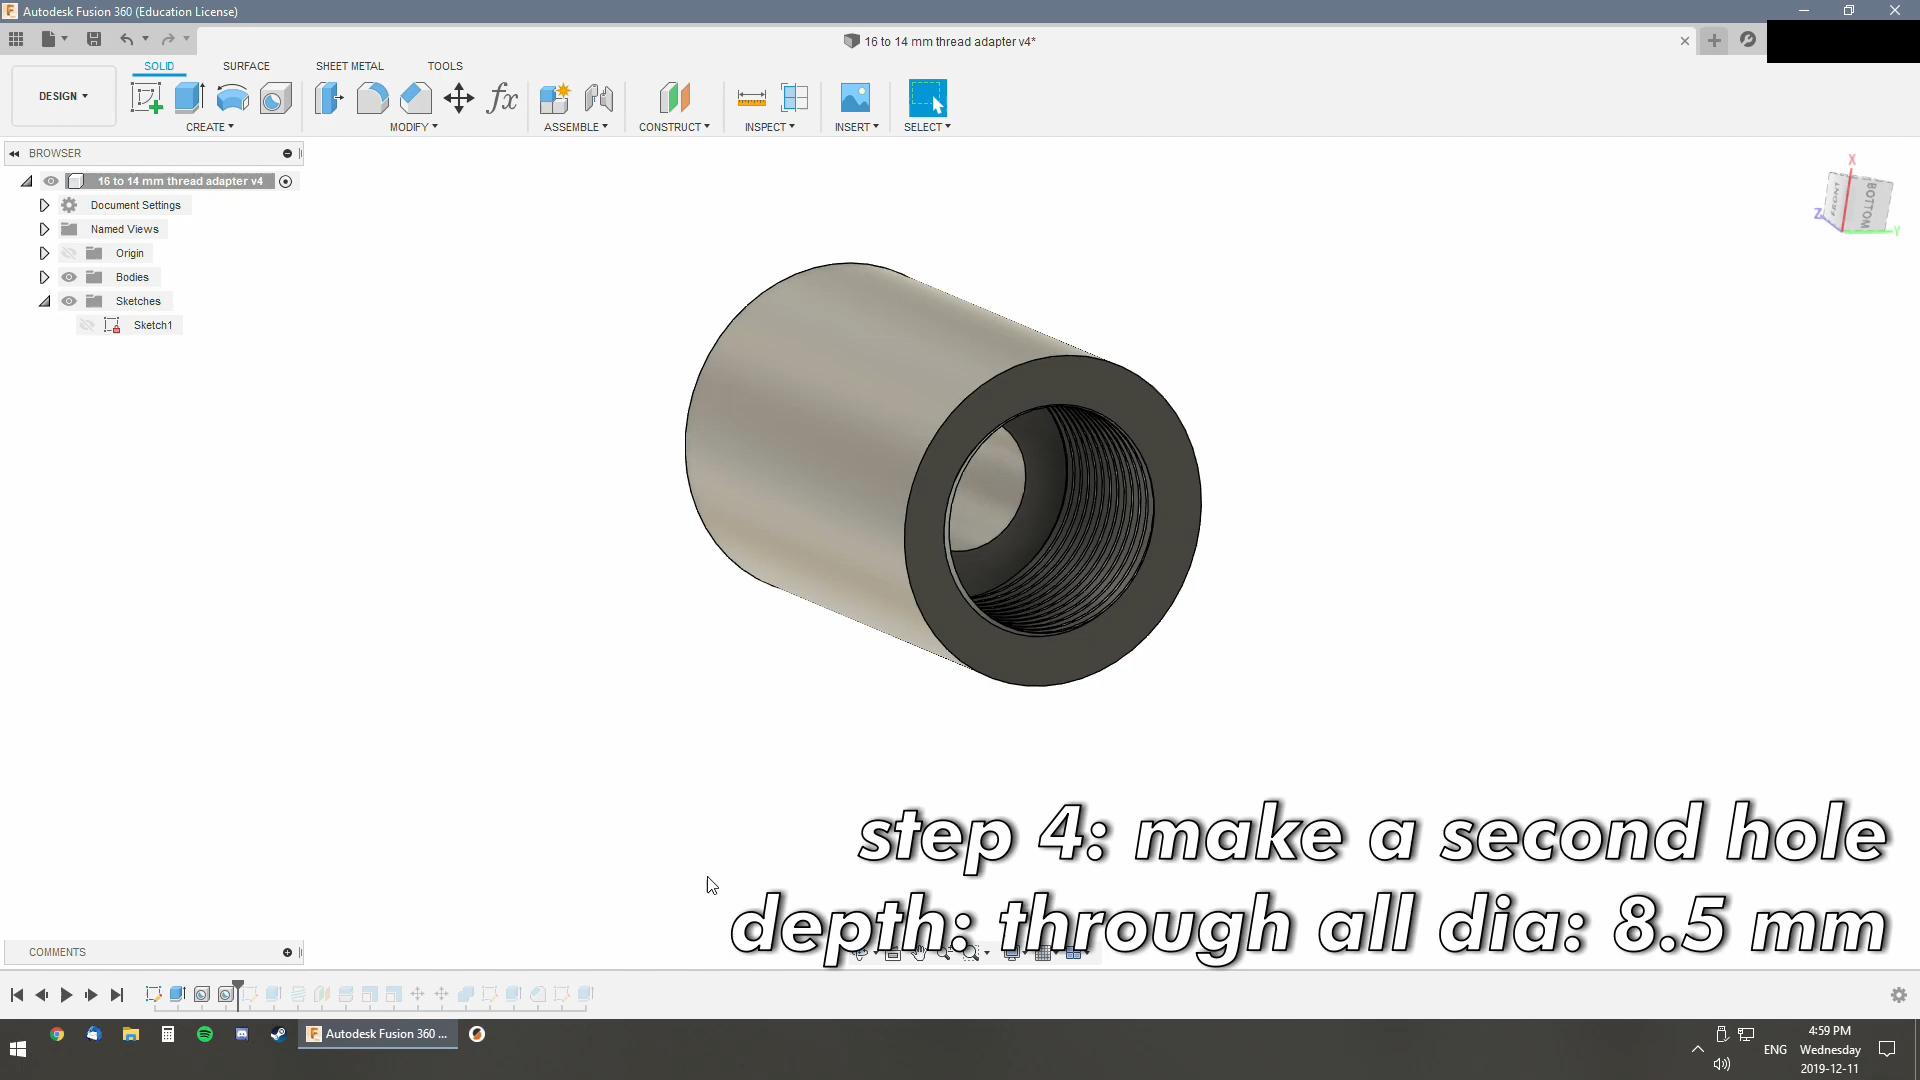 Autodesk Fusion 360 (Education License)
16 to 14 mm thread adapter v4*
SOLID SURFACE SHEET METAL TOOLS
DESIGN
CREATE MODIFY ASSEMBLE CONSTRUCT INSPECT INSERT SELECT
BROWSER
16 to 14 mm thread adapter v4
Document Settings
Named Views
Origin
Bodies
Sketches
Sketch1
X
FRONT BOTTOM
Z
Y
step 4: make a second hole
depth: through all dia: 8.5 mm
COMMENTS
Autodesk Fusion 360 ...
ENG
4:59 PM
Wednesday
2019-12-11